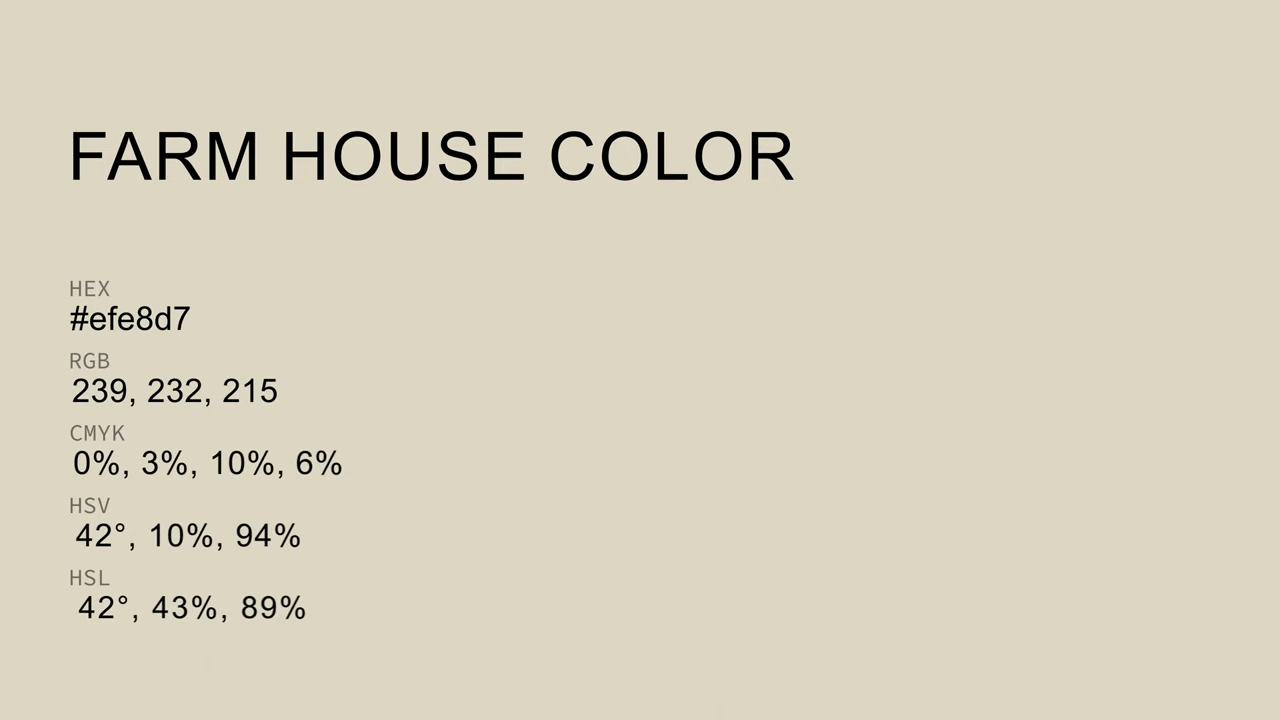 FARM HOUSE COLOR
HEX
#efe8d7
RGB
239, 232, 215
CMYK
0%, 3%, 10%, 6%
HSV
42°, 10%, 94%
HSL
42°, 43%, 89%